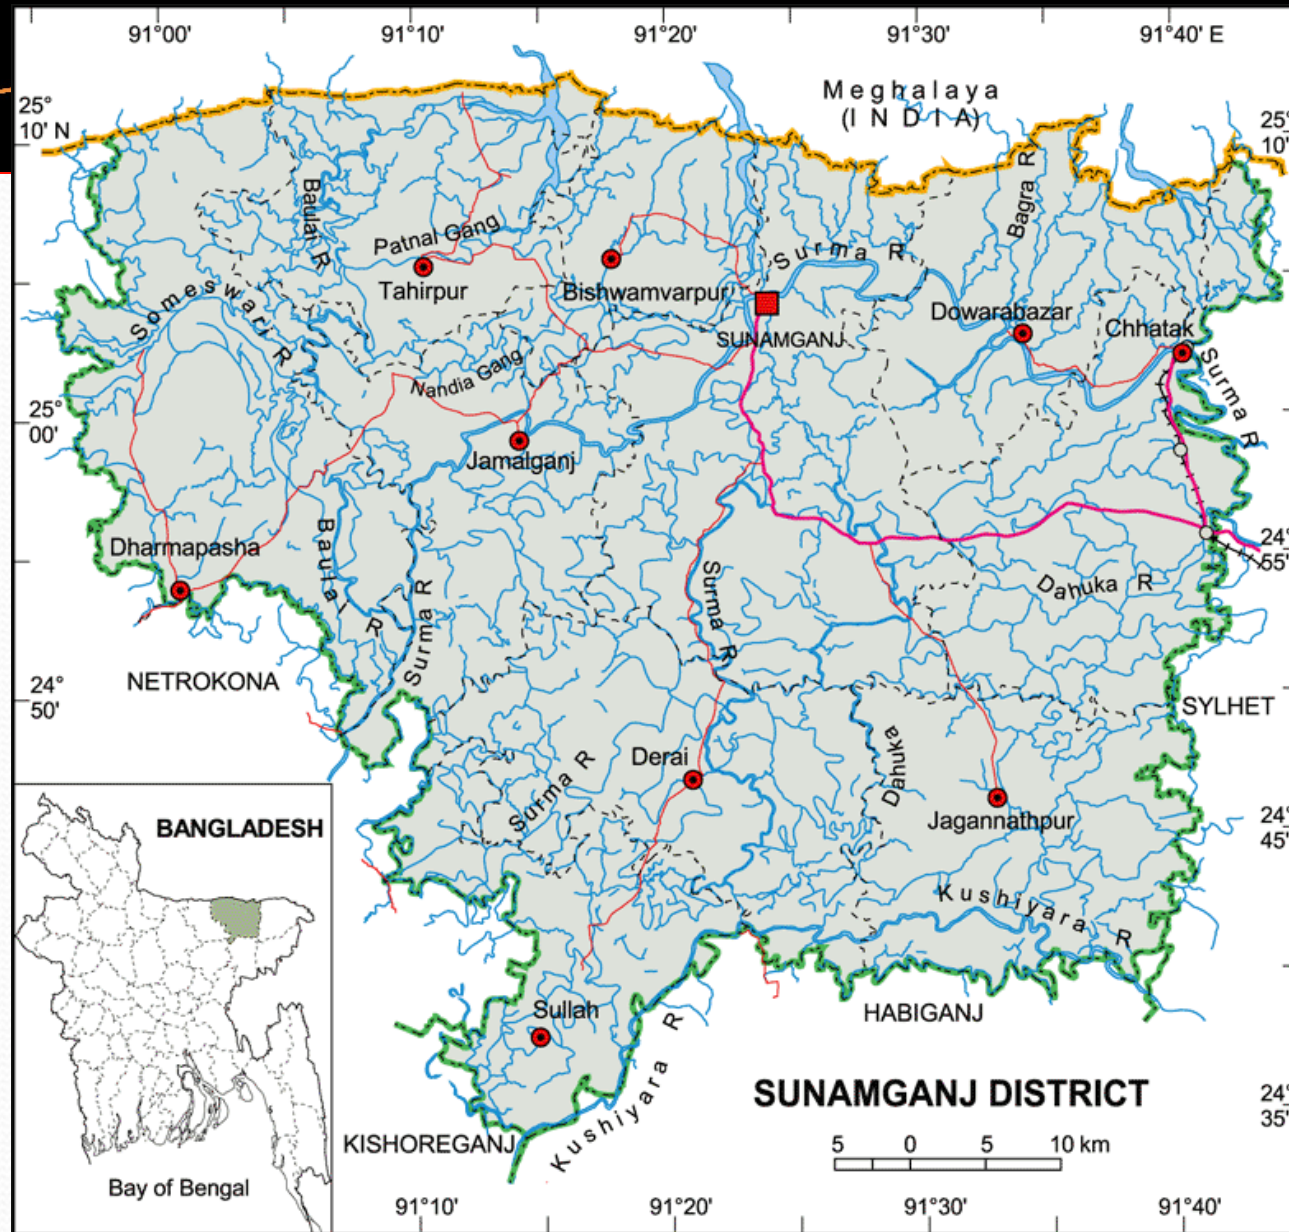 91°00'
91°10'
91°20'
91°30'
91°40' E
Meghalaya
(INDIA)
25°
10' N
25°
10'
Baulai R
Bagra R
Patnal Gang
Surma R
Tahirpur
Bishwamvarpur
Someswari R
Dowarabazar
Chhatak
SUNAMGANJ
Surma R
Nandia Gang
25°
00'
Jamalganj
Dharmapasha
Baulai R
Surma R
Surma R
24°
55'
Dahuka R
NETROKONA
24°
50'
SYLHET
Derai
Surma R
Dahuka
Jagannathpur
24°
45'
BANGLADESH
Kushiyara R
Sullah
HABIGANJ
Kushiyara R
SUNAMGANJ DISTRICT
24°
35'
KISHOREGANJ
5 0 5 10 km
Bay of Bengal
91°10'
91°20'
91°30'
91°40'